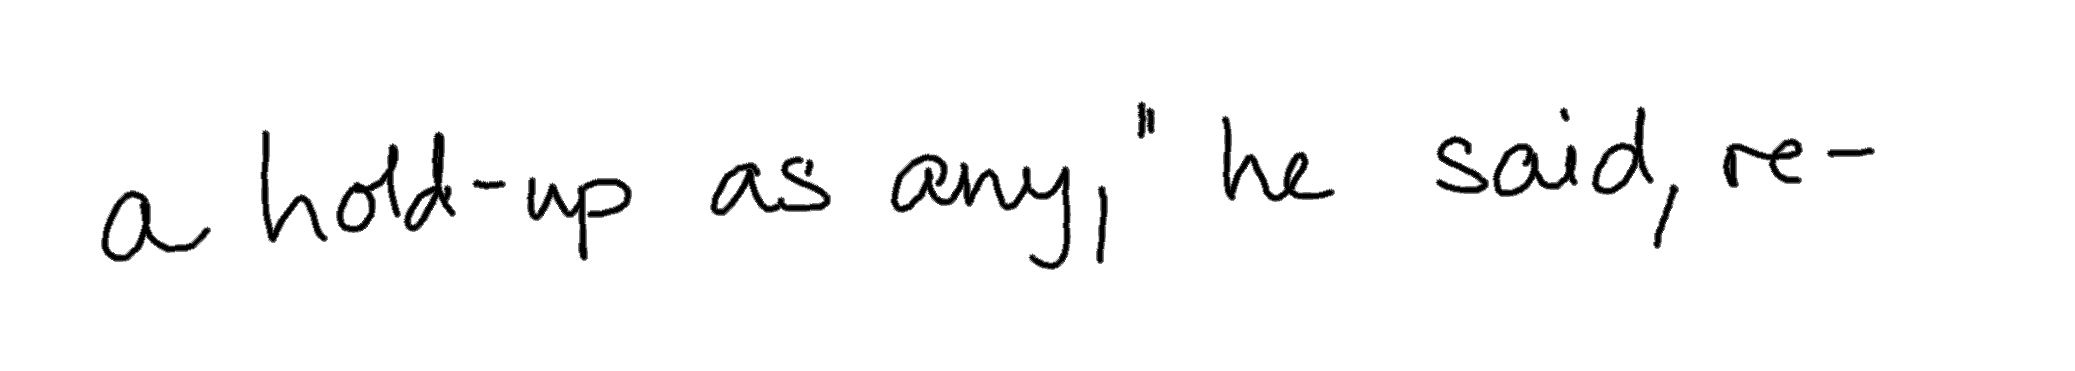 a hold-up as any," he said, re-